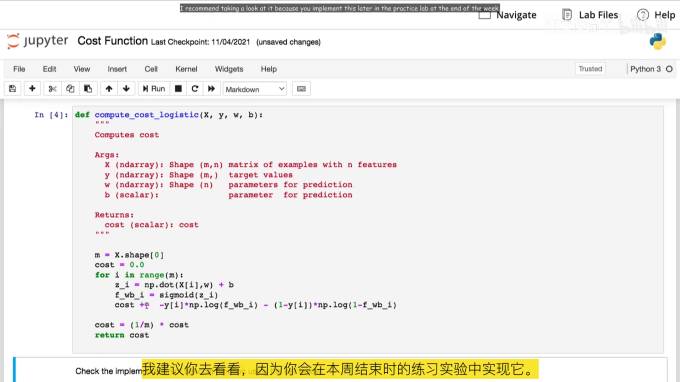 I recommend taking a look at it because you implement this later in the practice lab at the end of the week
Navigate Lab Files Help
jupyter Cost Function Last Checkpoint: 11/04/2021 (unsaved changes)
File Edit View Insert Cell Kernel Widgets Help Trusted Python 3
Run Markdown
In [4]: def compute_cost_logistic(X, y, w, b):
"""
Computes cost
Args:
X (ndarray): Shape (m,n) matrix of examples with n features
y (ndarray): Shape (m,) target values
w (ndarray): Shape (n) parameters for prediction
b (scalar): parameter for prediction
Returns:
cost (scalar): cost
"""
m = X.shape[0]
cost = 0.0
for i in range(m):
z_i = np.dot(X[i],w) + b
f_wb_i = sigmoid(z_i)
cost += -y[i]*np.log(f_wb_i) - (1-y[i])*np.log(1-f_wb_i)
cost = (1/m) * cost
return cost
Check the implem
我建议你去看看，因为你会在本周结束时的练习实验中实现它。